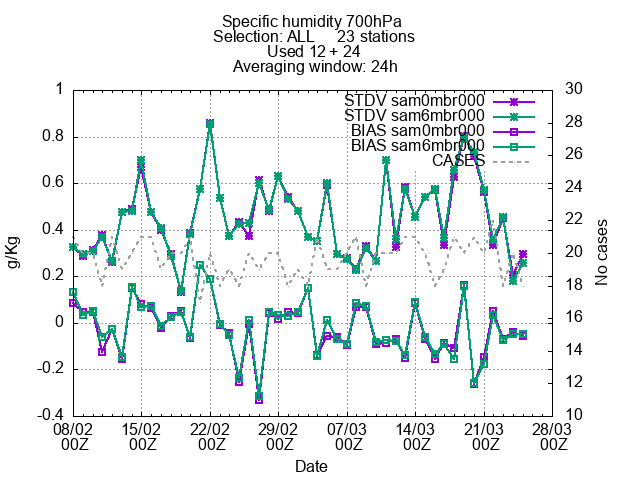 Specific humidity 700hPa
Selection: ALL 23 stations
Used 12 + 24
Averaging window: 24h
STDV sam0mbr000
STDV sam6mbr000
BIAS sam0mbr000
BIAS sam6mbr000
CASES
1
0.8
0.6
0.4
0.2
0
-0.2
-0.4
g/Kg
30
28
26
24
22
20
18
16
14
12
10
No cases
08/02 15/02 22/02 29/02 07/03 14/03 21/03 28/03
00Z 00Z 00Z 00Z 00Z 00Z 00Z 00Z
Date